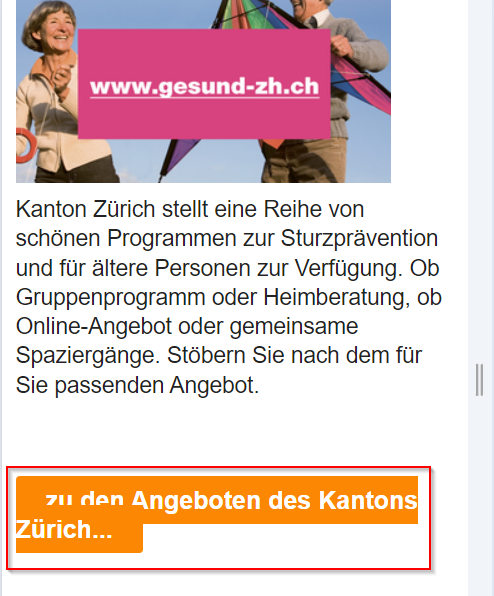 www.gesund-zh.ch
Kanton Zürich stellt eine Reihe von
schönen Programmen zur Sturzprävention
und für ältere Personen zur Verfügung. Ob
Gruppenprogramm oder Heimberatung, ob
Online-Angebot oder gemeinsame
Spaziergänge. Stöbern Sie nach dem für
Sie passenden Angebot.
zu den Angeboten des Kantons
Zürich...